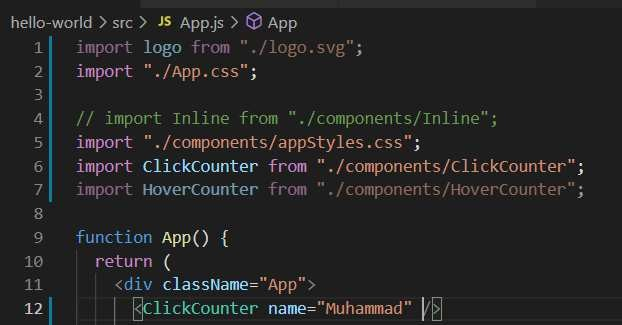 hello-world > src > JS App.js > App
1 import logo from "./logo.svg";
2 import "./App.css";
3
4 // import Inline from "./components/Inline";
5 import "./components/appStyles.css";
6 import ClickCounter from "./components/ClickCounter";
7 import HoverCounter from "./components/HoverCounter";
8
9 function App() {
10 return (
11 <div className="App">
12 <ClickCounter name="Muhammad" />